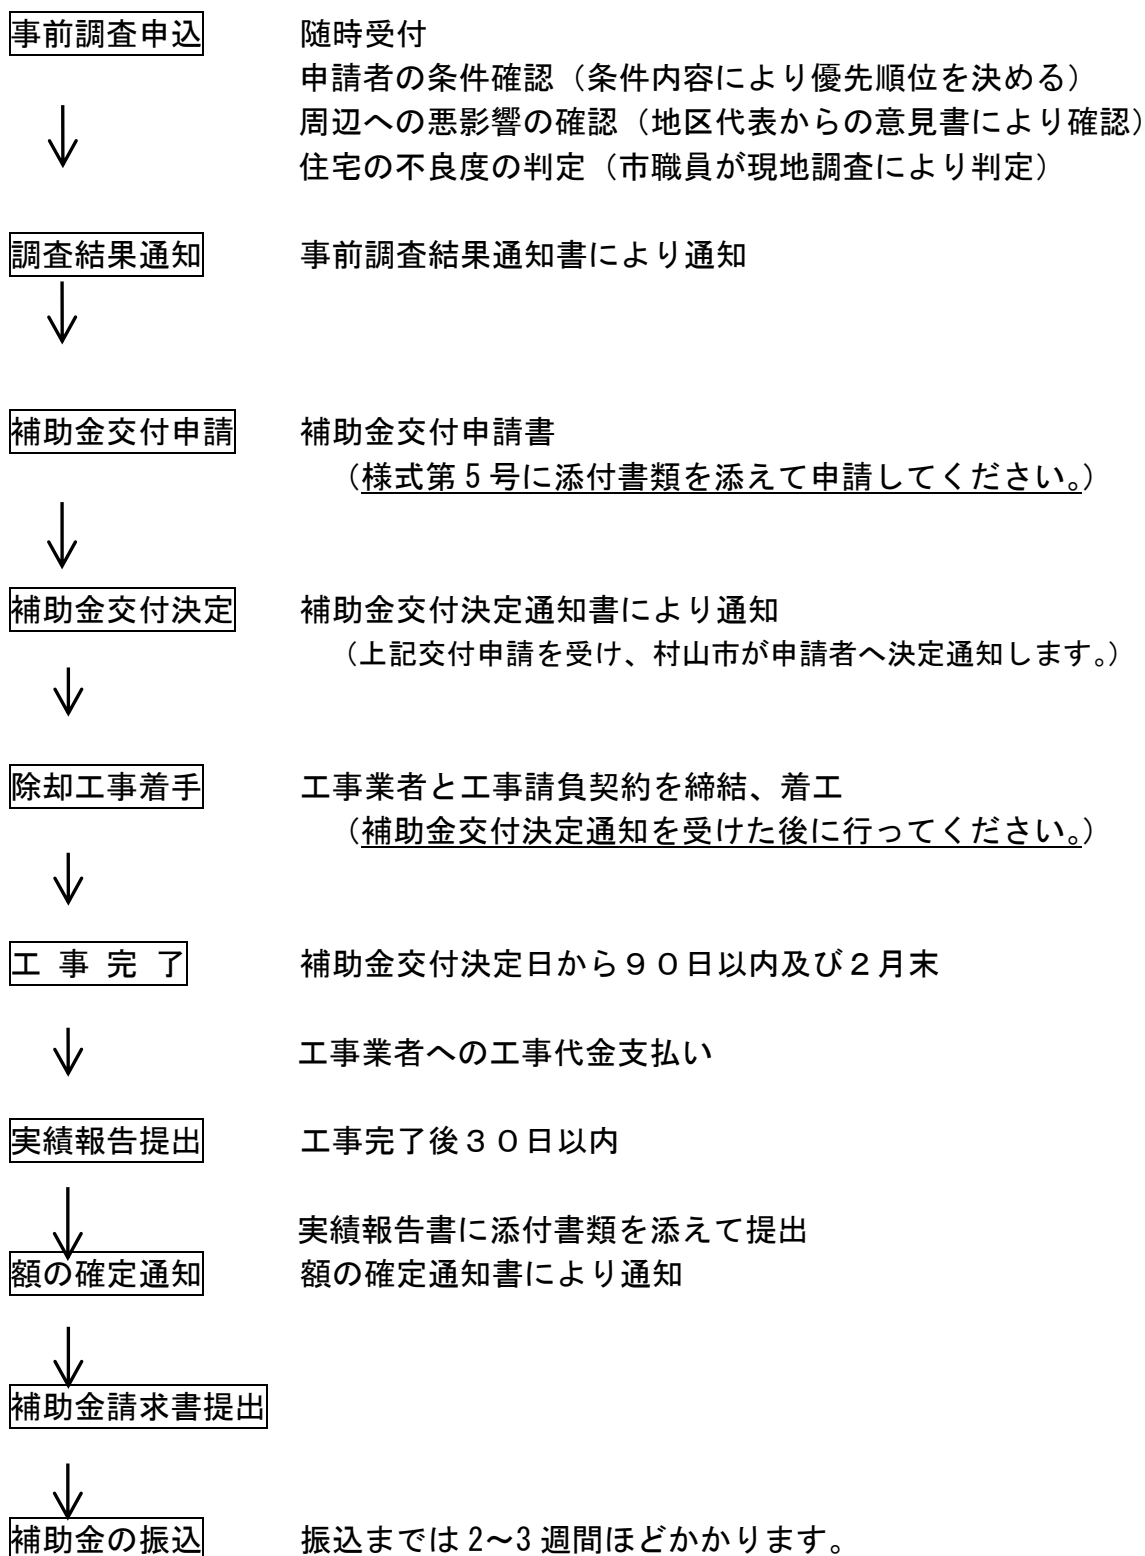 事前調査申込 随時受付
申請者の条件確認（条件内容により優先順位を決める）
周辺への悪影響の確認（地区代表からの意見書により確認）
住宅の不良度の判定（市職員が現地調査により判定）
調査結果通知 事前調査結果通知書により通知
補助金交付申請 補助金交付申請書
（様式第5号に添付書類を添えて申請してください。）
補助金交付決定 補助金交付決定通知書により通知
（上記交付申請を受け、村山市が申請者へ決定通知します。）
除却工事着手 工事業者と工事請負契約を締結、着工
（補助金交付決定通知を受けた後に行ってください。）
工 事 完 了 補助金交付決定日から９０日以内及び２月末
工事業者への工事代金支払い
実績報告提出 工事完了後３０日以内
実績報告書に添付書類を添えて提出
額の確定通知 額の確定通知書により通知
補助金請求書提出
補助金の振込 振込までは2～3週間ほどかかります。